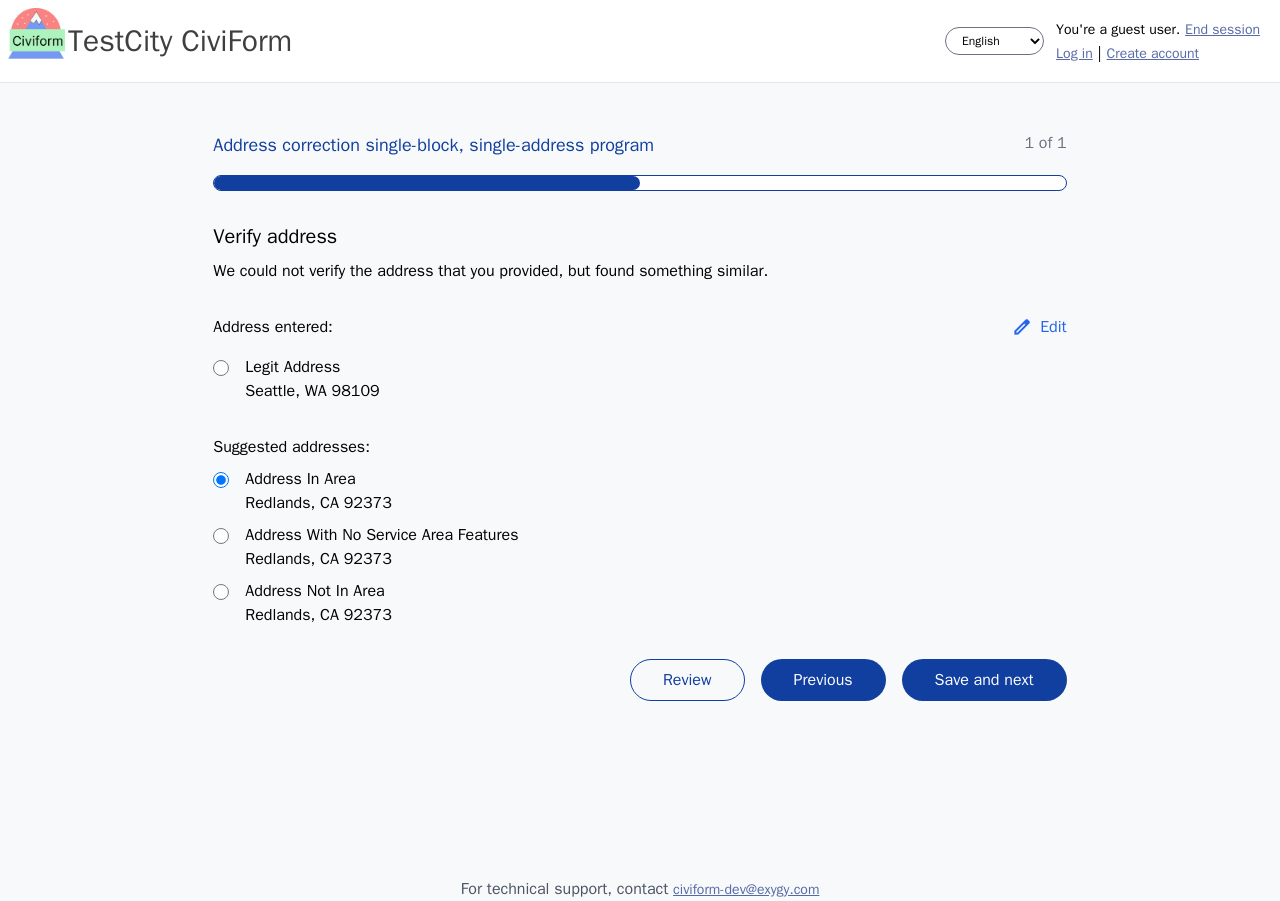 Civiform
TestCity CiviForm
English
You're a guest user. End session
Log in | Create account
Address correction single-block, single-address program
1 of 1
Verify address
We could not verify the address that you provided, but found something similar.
Address entered:
Edit
Legit Address
Seattle, WA 98109
Suggested addresses:
Address In Area
Redlands, CA 92373
Address With No Service Area Features
Redlands, CA 92373
Address Not In Area
Redlands, CA 92373
Review
Previous
Save and next
For technical support, contact civiform-dev@exygy.com